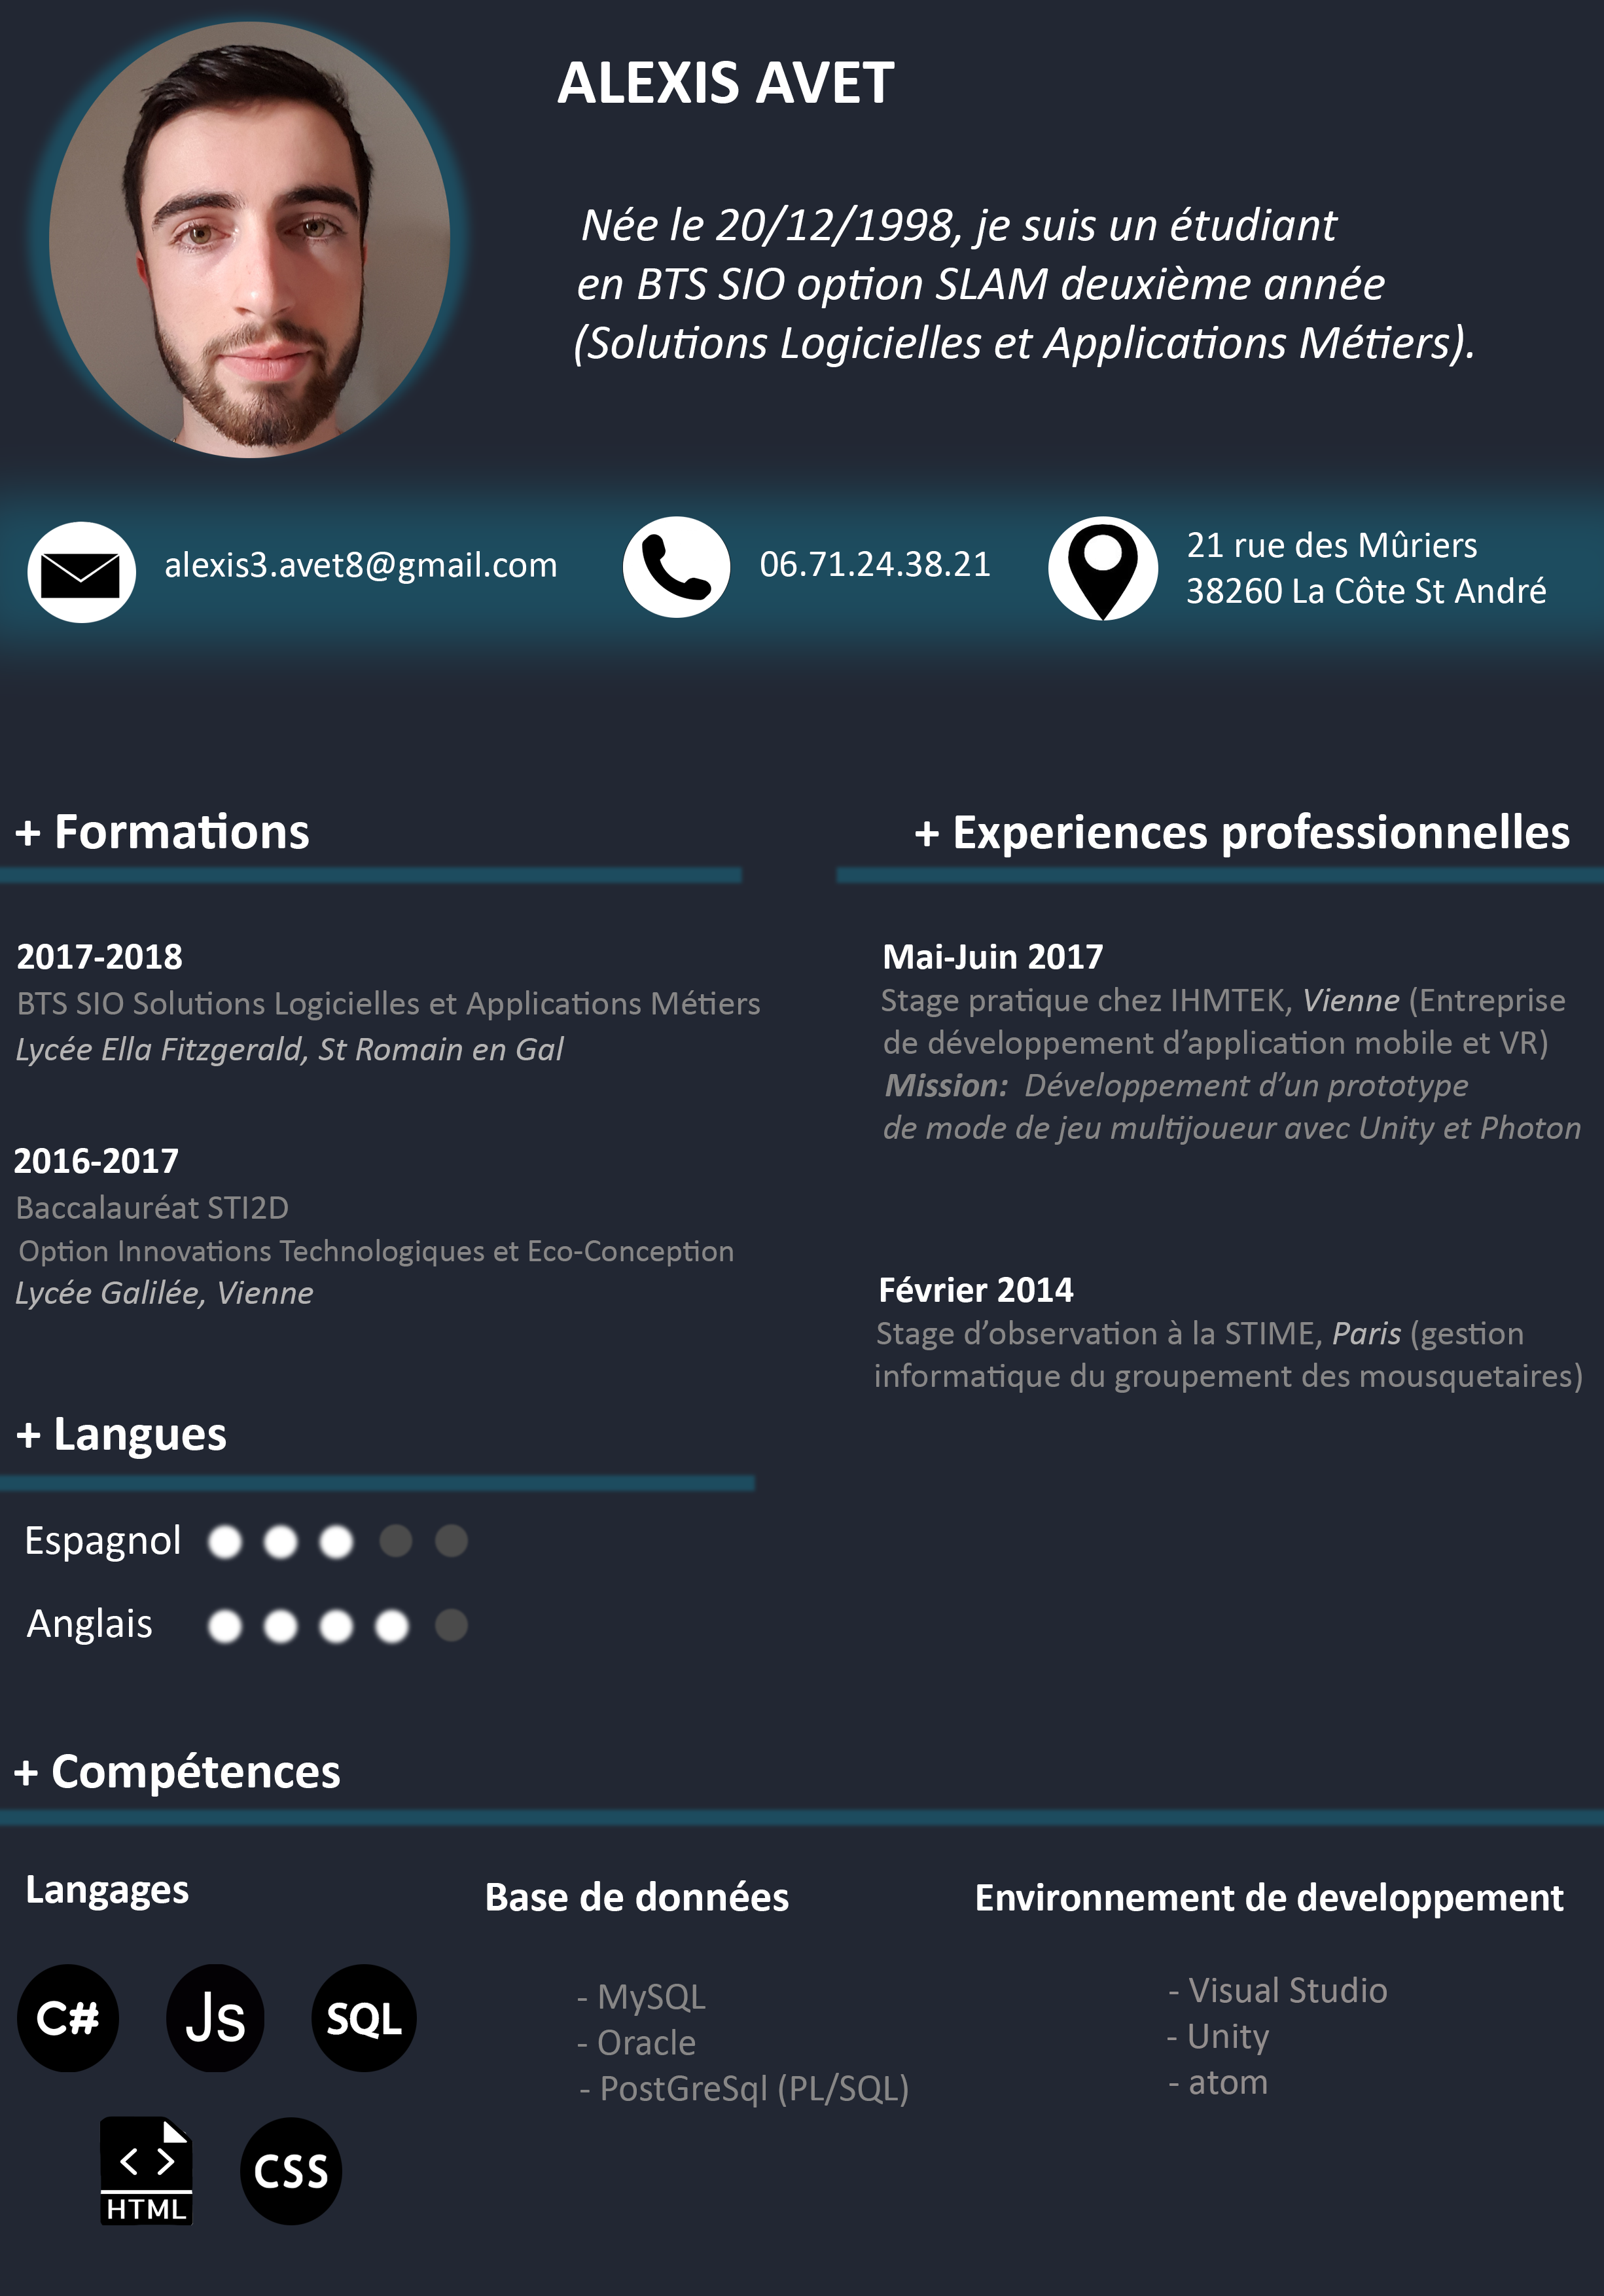 ALEXIS AVET
Née le 20/12/1998, je suis un étudiant
en BTS SIO option SLAM deuxième année
(Solutions Logicielles et Applications Métiers).
alexis3.avet8@gmail.com
06.71.24.38.21
21 rue des Mûriers
38260 La Côte St André
+ Formations
2017-2018
BTS SIO Solutions Logicielles et Applications Métiers
Lycée Ella Fitzgerald, St Romain en Gal
2016-2017
Baccalauréat STI2D
Option Innovations Technologiques et Eco-Conception
Lycée Galilée, Vienne
+ Experiences professionnelles
Mai-Juin 2017
Stage pratique chez IHMTEK, Vienne (Entreprise
de développement d’application mobile et VR)
Mission: Développement d’un prototype
de mode de jeu multijoueur avec Unity et Photon
Février 2014
Stage d’observation à la STIME, Paris (gestion
informatique du groupement des mousquetaires)
+ Langues
Espagnol
Anglais
+ Compétences
Langages
C#
Js
SQL
< >
HTML
CSS
Base de données
- MySQL
- Oracle
- PostGreSql (PL/SQL)
Environnement de developpement
- Visual Studio
- Unity
- atom